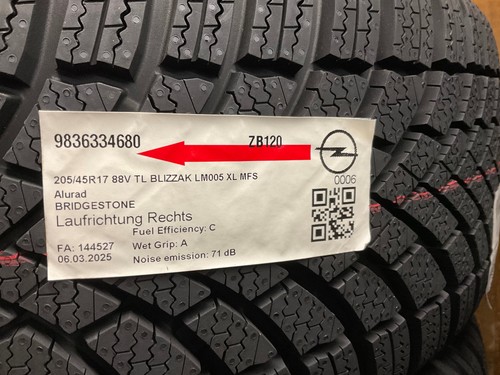 9836334680 ZB120
0006
205/45R17 88V TL BLIZZAK LM005 XL MFS
Alurad
BRIDGESTONE
Laufrichtung Rechts
Fuel Efficiency: C
FA: 144527 Wet Grip: A
06.03.2025 Noise emission: 71 dB